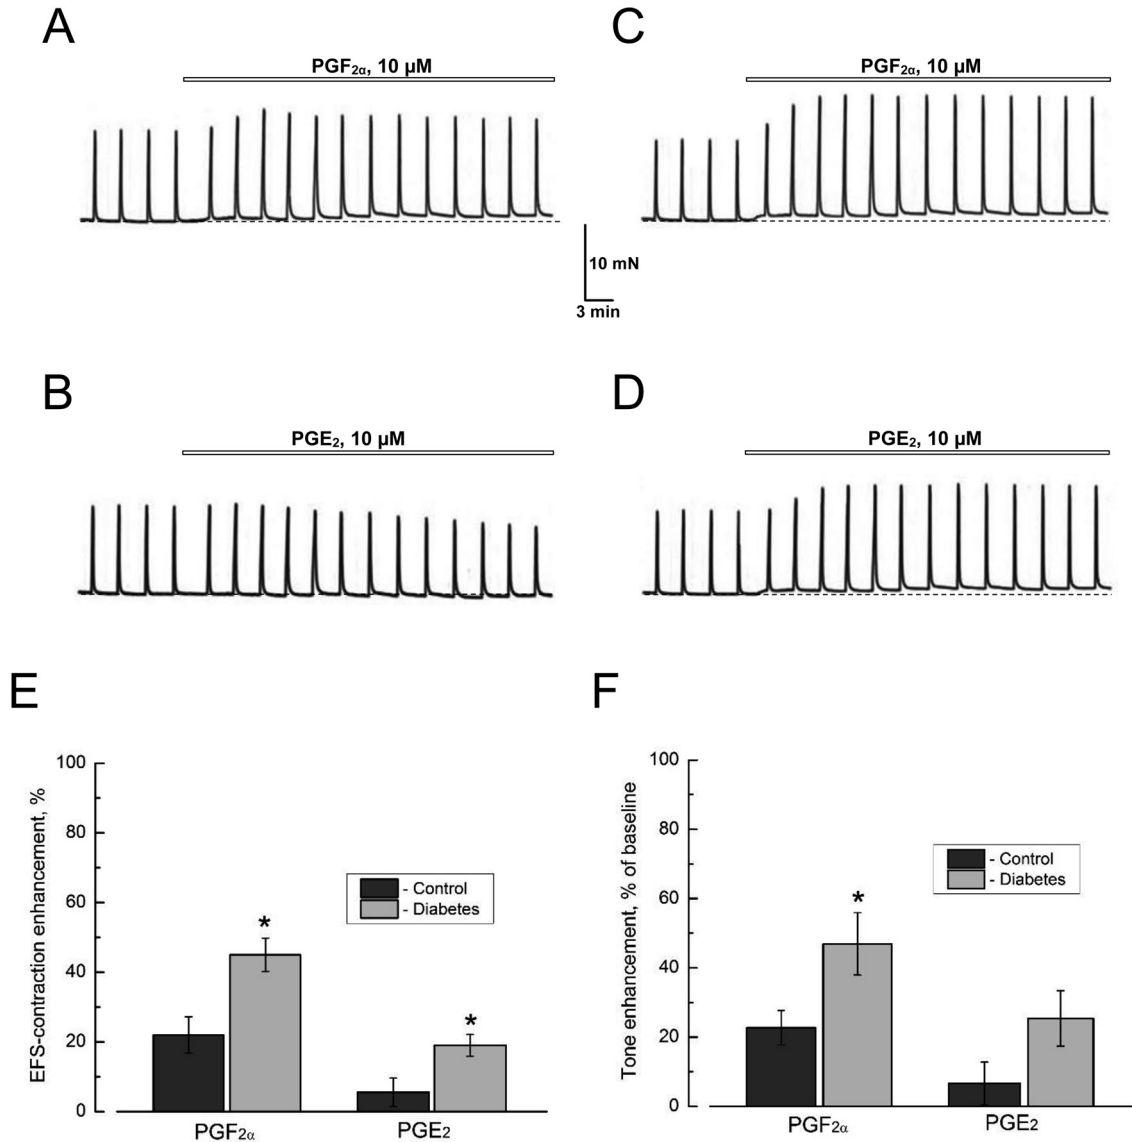 A
C
PGF2α, 10 μM
PGF2α, 10 μM
10 mN
3 min
B
D
PGE2, 10 μM
PGE2, 10 μM
E
F
EFS-contraction enhancement, %
100
80
60
40
20
0
- Control
- Diabetes
*
*
PGF2α
PGE2
Tone enhancement, % of baseline
100
80
60
40
20
0
- Control
- Diabetes
*
PGF2α
PGE2